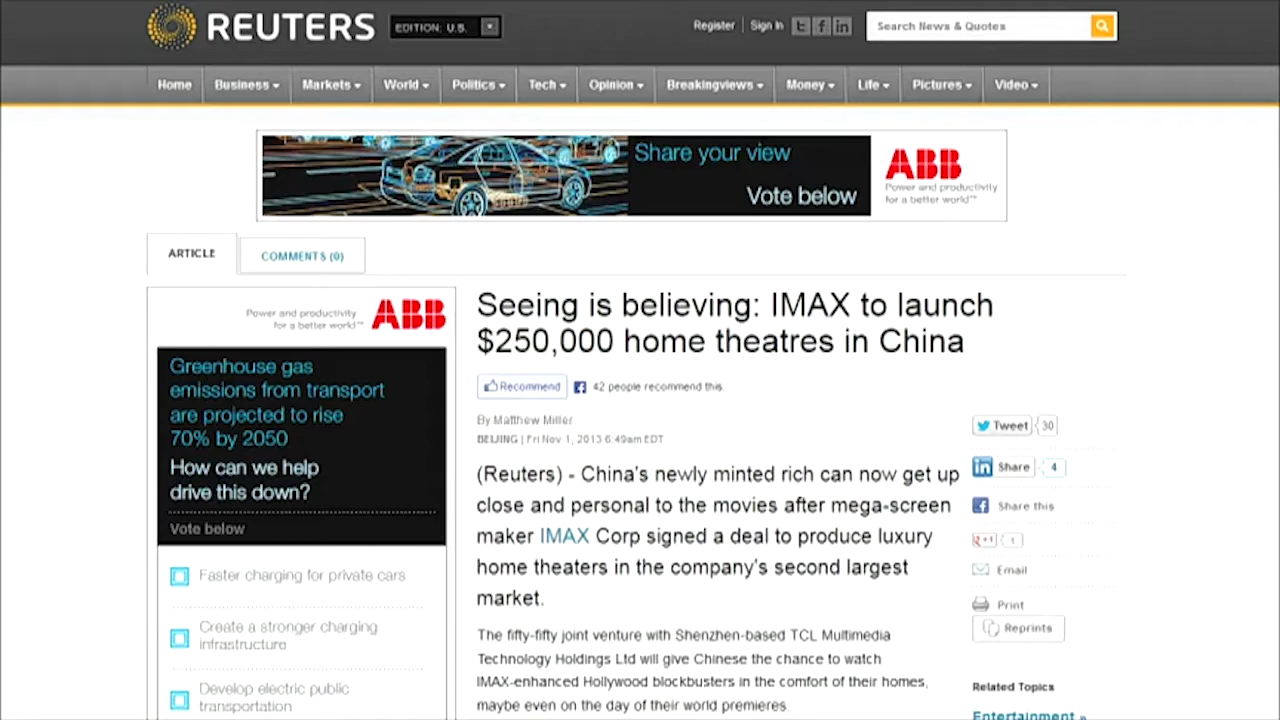 REUTERS
EDITION: U.S.
Register
Sign In
Search News & Quotes
Home
Business
Markets
World
Politics
Tech
Opinion
Breakingviews
Money
Life
Pictures
Video
Share your view
Vote below
ABB
Power and productivity
for a better world™
ARTICLE
COMMENTS (0)
Power and productivity
for a better world™
ABB
Greenhouse gas
emissions from transport
are projected to rise
70% by 2050
How can we help
drive this down?
Vote below
Faster charging for private cars
Create a stronger charging
infrastructure
Develop electric public
transportation
Seeing is believing: IMAX to launch
$250,000 home theatres in China
Recommend
42 people recommend this.
By Matthew Miller
BEIJING | Fri Nov 1, 2013 6:49am EDT
(Reuters) - China's newly minted rich can now get up
close and personal to the movies after mega-screen
maker IMAX Corp signed a deal to produce luxury
home theaters in the company's second largest
market.
The fifty-fifty joint venture with Shenzhen-based TCL Multimedia
Technology Holdings Ltd will give Chinese the chance to watch
IMAX-enhanced Hollywood blockbusters in the comfort of their homes,
maybe even on the day of their world premieres.
Tweet 30
in Share 4
Share this
g+1 1
Email
Print
Reprints
Related Topics
Entertainment »